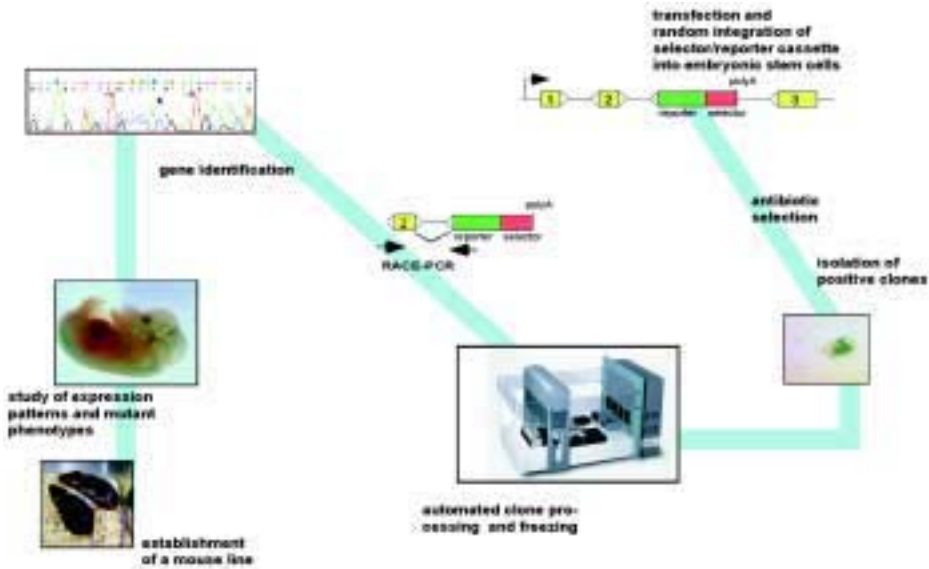 transfection and
random integration of
selector/reporter cassette
into embryonic stem cells
polyA
1 2 3
reporter selector
gene identification
antibiotic
selection
polyA
2
reporter selector
RACE-PCR
isolation of
positive clones
study of expression
patterns and mutant
phenotypes
automated clone pro-
cessing and freezing
establishment
of a mouse line